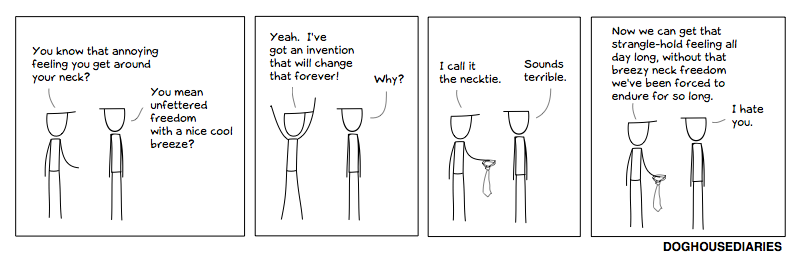 You know that annoying
feeling you get around
your neck?
You mean
unfettered
freedom
with a nice cool
breeze?
Yeah. I've
got an invention
that will change
that forever!
Why?
I call it
the necktie.
Sounds
terrible.
Now we can get that
strangle-hold feeling all
day long, without that
breezy neck freedom
we've been forced to
endure for so long.
I hate
you.
DOGHOUSEDIARIES